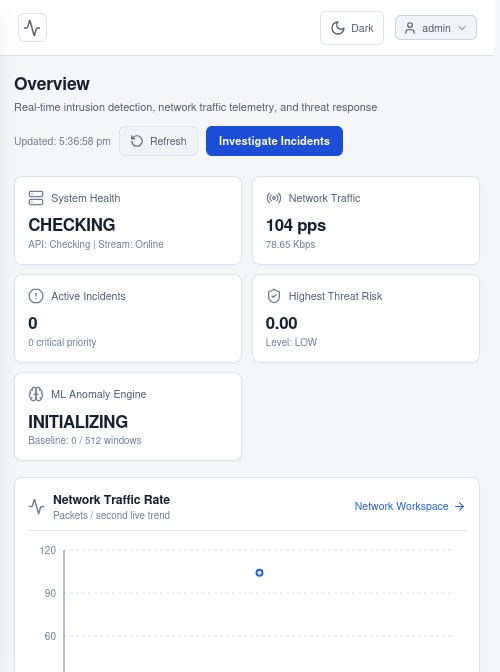 Dark
admin
Overview
Real-time intrusion detection, network traffic telemetry, and threat response
Updated: 5:36:58 pm
Refresh
Investigate Incidents
System Health
CHECKING
API: Checking | Stream: Online
Network Traffic
104 pps
78.65 Kbps
Active Incidents
0
0 critical priority
Highest Threat Risk
0.00
Level: LOW
ML Anomaly Engine
INITIALIZING
Baseline: 0 / 512 windows
Network Traffic Rate
Packets / second live trend
Network Workspace
120
90
60